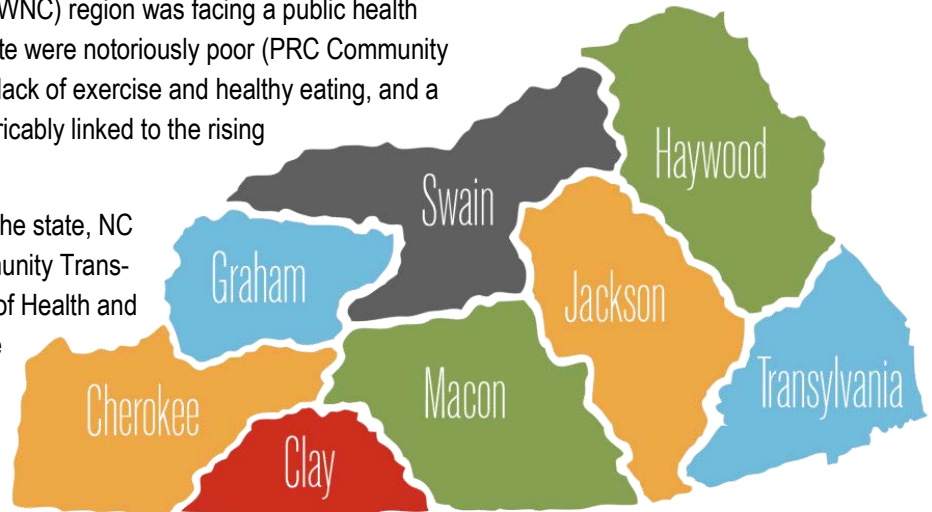 WNC) region was facing a public health
te were notoriously poor (PRC Community
lack of exercise and healthy eating, and a
ricably linked to the rising
he state, NC
munity Trans-
of Health and
Haywood
Swain
Graham
Jackson
Transylvania
Macon
Cherokee
Clay